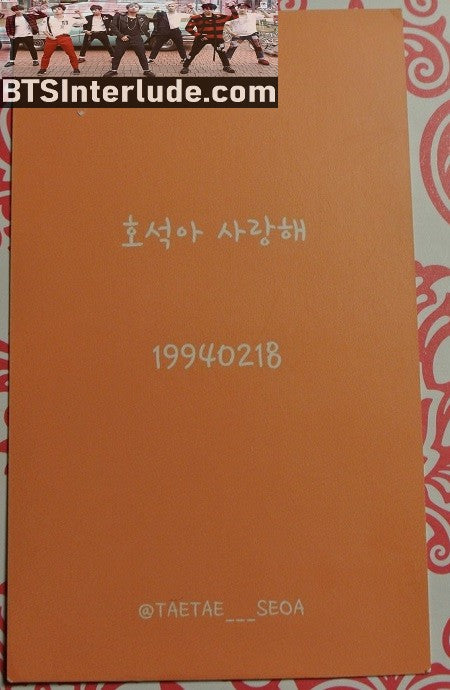 BTSInterlude.com
호석아 사랑해
19940218
@TAETAE___SEOA